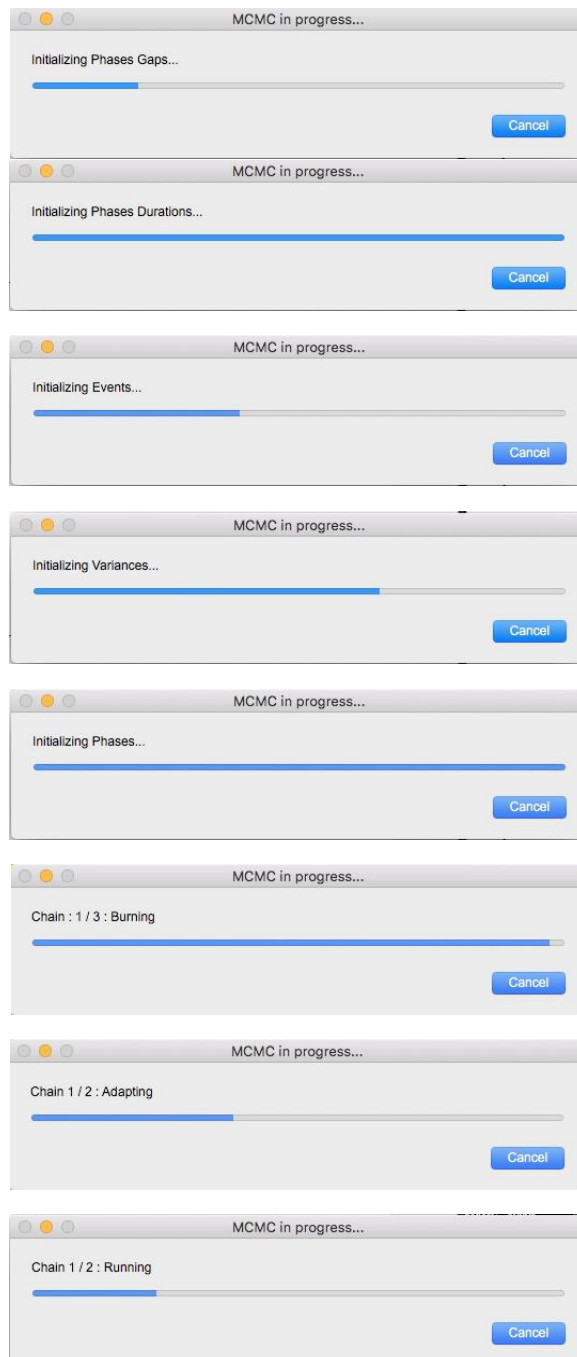 MCMC in progress...
Initializing Phases Gaps...
Cancel
MCMC in progress...
Initializing Phases Durations...
Cancel
MCMC in progress...
Initializing Events...
Cancel
MCMC in progress...
Initializing Variances...
Cancel
MCMC in progress...
Initializing Phases...
Cancel
MCMC in progress...
Chain : 1 / 3 : Burning
Cancel
MCMC in progress...
Chain 1 / 2 : Adapting
Cancel
MCMC in progress...
Chain 1 / 2 : Running
Cancel